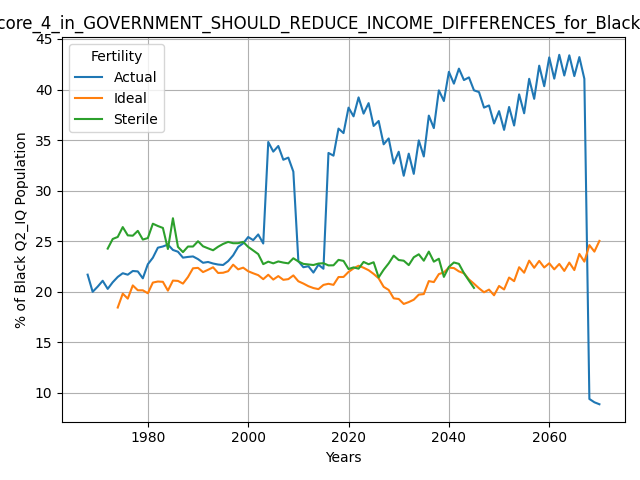 core_4_in_GOVERNMENT_SHOULD_REDUCE_INCOME_DIFFERENCES_for_Black
Fertility
Actual
Ideal
Sterile
% of Black Q2_IQ Population
45
40
35
30
25
20
15
10
1980 2000 2020 2040 2060
Years